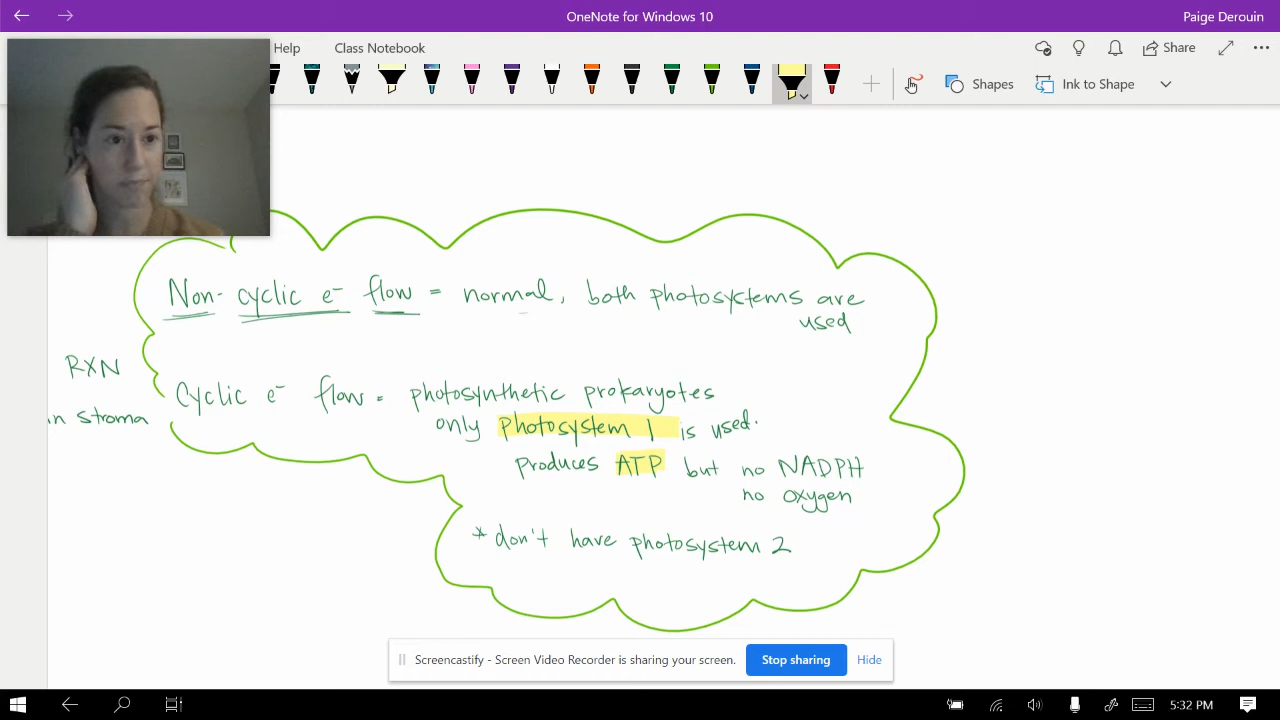 OneNote for Windows 10
Paige Derouin
Help
Class Notebook
Share
Shapes
Ink to Shape
Non-cyclic e⁻ flow = normal, both photosystems are
used
RXN
in stroma
Cyclic e⁻ flow = photosynthetic prokaryotes
only photosystem 1 is used.
produces ATP but no NADPH
no oxygen
*don't have photosystem 2
Screencastify - Screen Video Recorder is sharing your screen.
Stop sharing
Hide
5:32 PM